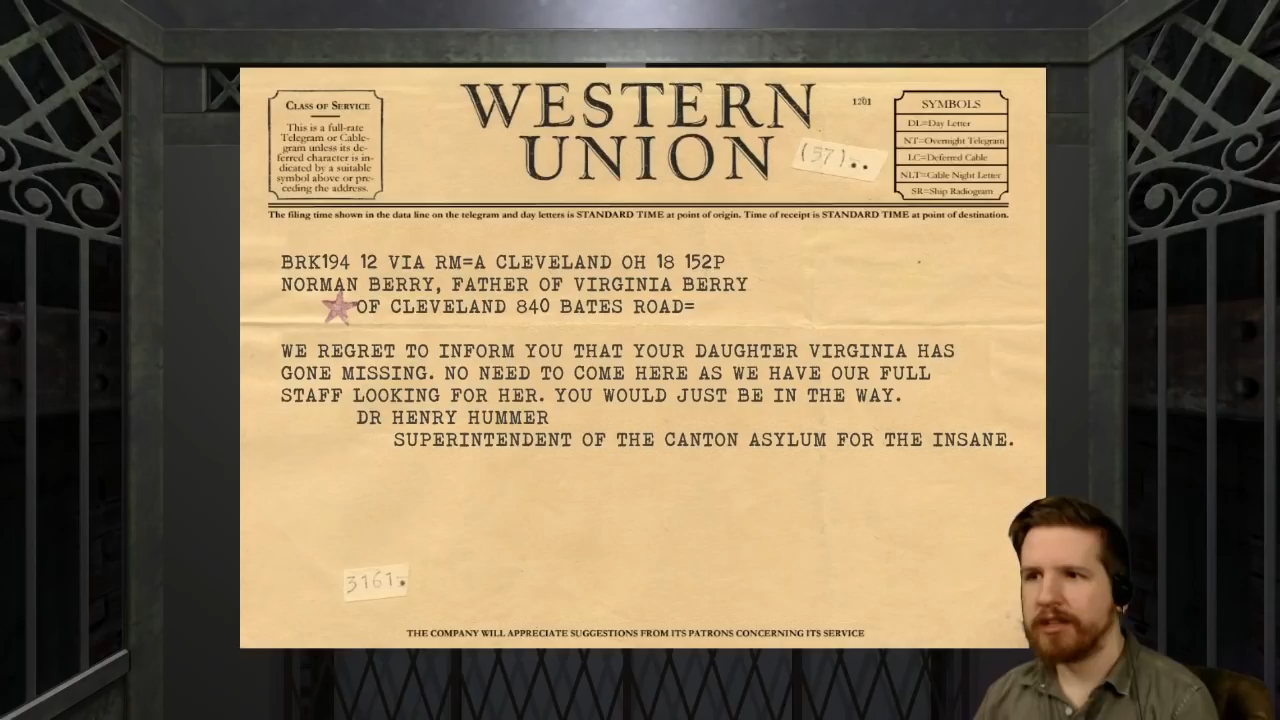 CLASS OF SERVICE
This is a full-rate
Telegram or Cable-
gram unless its de-
ferred character is in-
dicated by a suitable
symbol above or pre-
ceding the address.
WESTERN
UNION
1201
(37)..
SYMBOLS
DL=Day Letter
NT=Overnight Telegram
LC=Deferred Cable
NLT=Cable Night Letter
SR=Ship Radiogram
The filing time shown in the data line on the telegram and day letters is STANDARD TIME at point of origin. Time of receipt is STANDARD TIME at point of destination.
BRK194 12 VIA RM=A CLEVELAND OH 18 152P
NORMAN BERRY, FATHER OF VIRGINIA BERRY
OF CLEVELAND 840 BATES ROAD=
WE REGRET TO INFORM YOU THAT YOUR DAUGHTER VIRGINIA HAS
GONE MISSING. NO NEED TO COME HERE AS WE HAVE OUR FULL
STAFF LOOKING FOR HER. YOU WOULD JUST BE IN THE WAY.
DR HENRY HUMMER
SUPERINTENDENT OF THE CANTON ASYLUM FOR THE INSANE.
3161-.
THE COMPANY WILL APPRECIATE SUGGESTIONS FROM ITS PATRONS CONCERNING ITS SERVICE